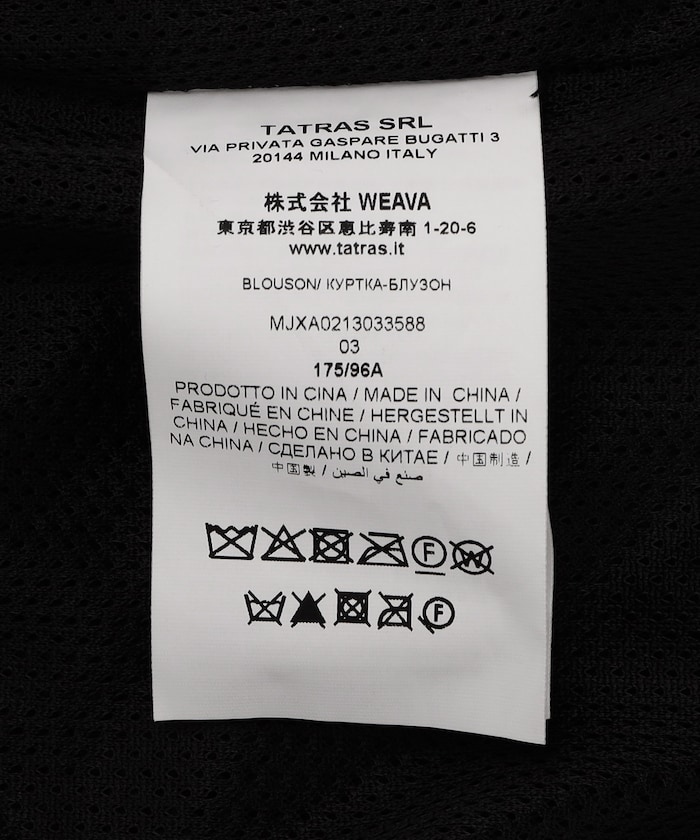 TATRAS SRL
VIA PRIVATA GASPARE BUGATTI 3
20144 MILANO ITALY
株式会社 WEAVA
東京都渋谷区恵比寿南 1-20-6
www.tatras.it
BLOUSON/ КУРТКА-БЛУЗОН
MJXA0213033588
03
175/96A
PRODOTTO IN CINA / MADE IN CHINA /
FABRIQUÉ EN CHINE / HERGESTELLT IN
CHINA / HECHO EN CHINA / FABRICADO
NA CHINA / СДЕЛАНО В КИТАЕ / 中国制造 /
中国製 / صنع في الصين
F W
F